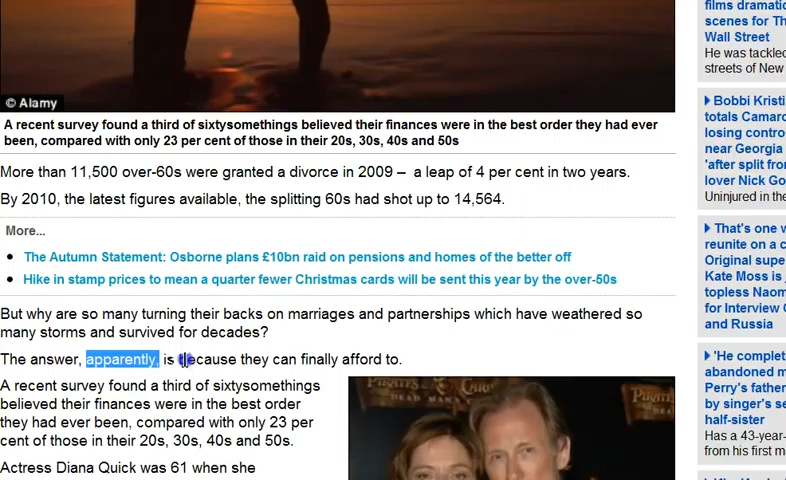 © Alamy
A recent survey found a third of sixtysomethings believed their finances were in the best order they had ever
been, compared with only 23 per cent of those in their 20s, 30s, 40s and 50s
More than 11,500 over-60s were granted a divorce in 2009 – a leap of 4 per cent in two years.
By 2010, the latest figures available, the splitting 60s had shot up to 14,564.
More...
The Autumn Statement: Osborne plans £10bn raid on pensions and homes of the better off
Hike in stamp prices to mean a quarter fewer Christmas cards will be sent this year by the over-50s
But why are so many turning their backs on marriages and partnerships which have weathered so
many storms and survived for decades?
The answer, apparently, is because they can finally afford to.
A recent survey found a third of sixtysomethings
believed their finances were in the best order
they had ever been, compared with only 23 per
cent of those in their 20s, 30s, 40s and 50s.
Actress Diana Quick was 61 when she
PIRATES
CARI
DEAD MAN
PIRATES
DEAD
films dramatic
scenes for Th
Wall Street
He was tackled
streets of New
Bobbi Kristi
totals Camaro
losing contro
near Georgia
'after split from
lover Nick Go
Uninjured in the
That's one w
reunite on a c
Original supe
Kate Moss is
topless Naom
for Interview G
and Russia
'He complet
abandoned m
Perry's father
by singer's se
half-sister
Has a 43-year-
from his first m